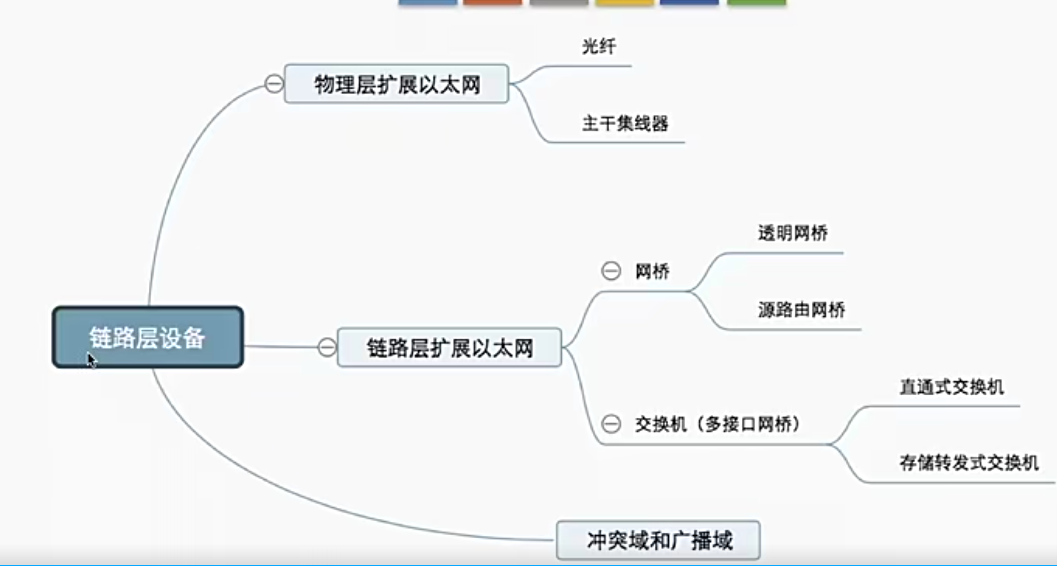 光纤
物理层扩展以太网
主干集线器
透明网桥
网桥
源路由网桥
链路层设备
链路层扩展以太网
直通式交换机
交换机（多接口网桥）
存储转发式交换机
冲突域和广播域